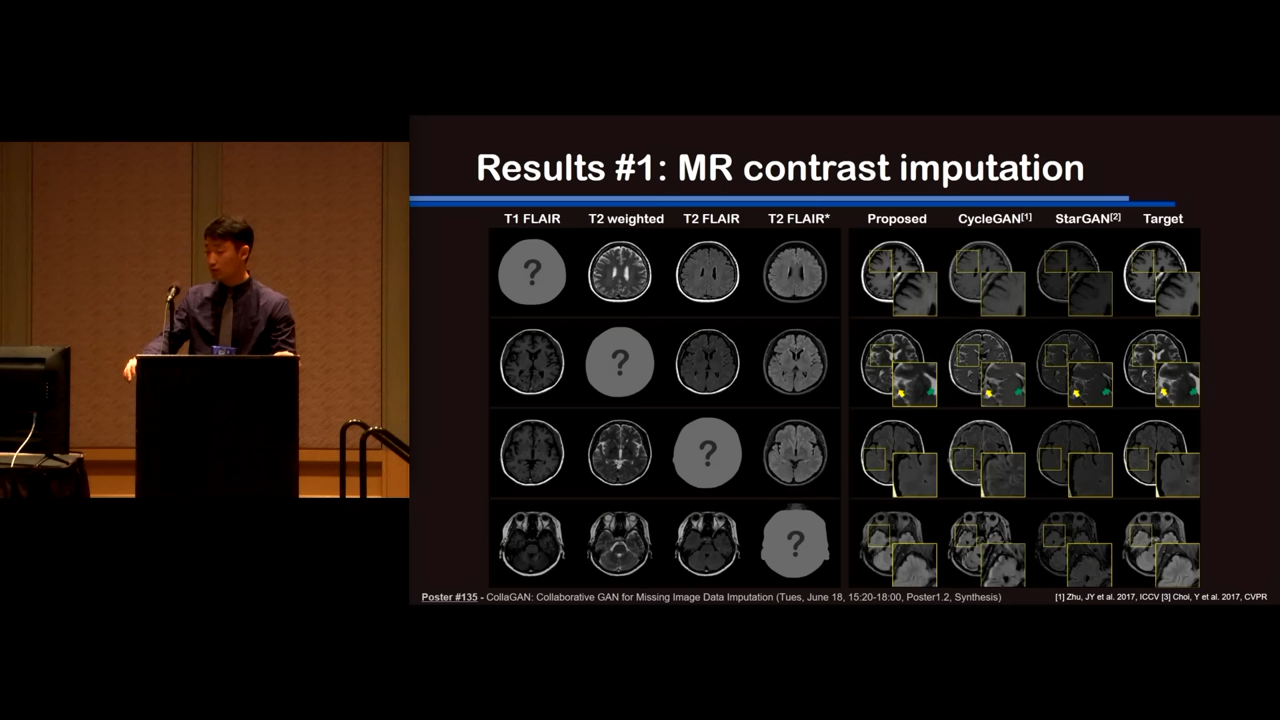 Results #1: MR contrast imputation
T1 FLAIR T2 weighted T2 FLAIR T2 FLAIR* Proposed CycleGAN[1] StarGAN[2] Target
?
?
?
?
Poster #135 - CollaGAN: Collaborative GAN for Missing Image Data Imputation (Tues, June 18, 15:20-18:00, Poster1.2, Synthesis) [1] Zhu, JY et al. 2017, ICCV [3] Choi, Y et al. 2017, CVPR